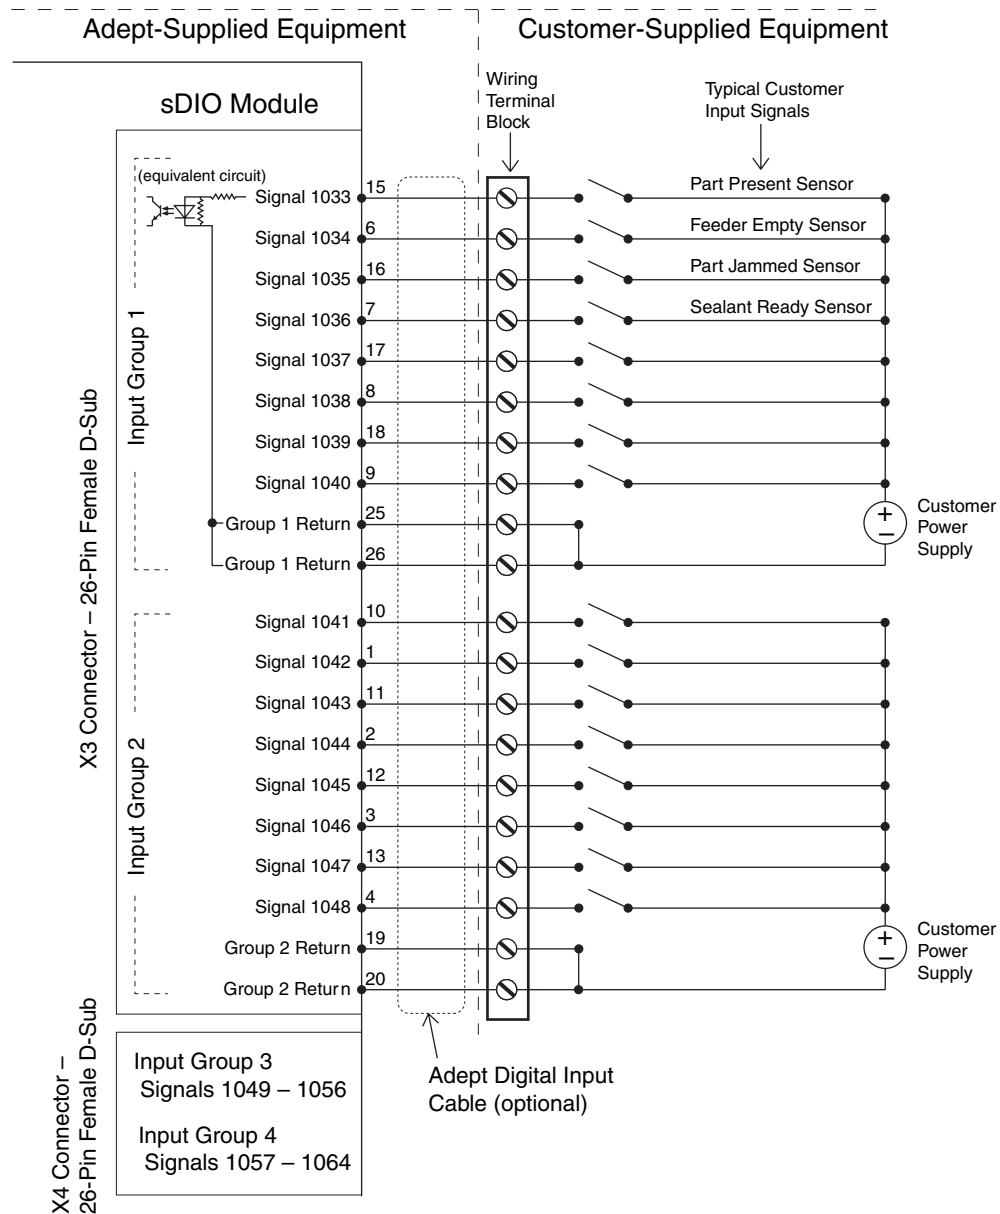 Adept-Supplied Equipment
Customer-Supplied Equipment
sDIO Module
Wiring
Terminal
Block
Typical Customer
Input Signals
(equivalent circuit)
Signal 1033 15
Part Present Sensor
Signal 1034 6
Feeder Empty Sensor
Signal 1035 16
Part Jammed Sensor
Signal 1036 7
Sealant Ready Sensor
Signal 1037 17
Signal 1038 8
Signal 1039 18
Signal 1040 9
Group 1 Return 25
Group 1 Return 26
+
–
Customer
Power
Supply
Input Group 1
X3 Connector – 26-Pin Female D-Sub
Signal 1041 10
Signal 1042 1
Signal 1043 11
Signal 1044 2
Signal 1045 12
Signal 1046 3
Signal 1047 13
Signal 1048 4
Group 2 Return 19
Group 2 Return 20
+
–
Customer
Power
Supply
Input Group 2
Adept Digital Input
Cable (optional)
X4 Connector –
26-Pin Female D-Sub
Input Group 3
Signals 1049 – 1056
Input Group 4
Signals 1057 – 1064